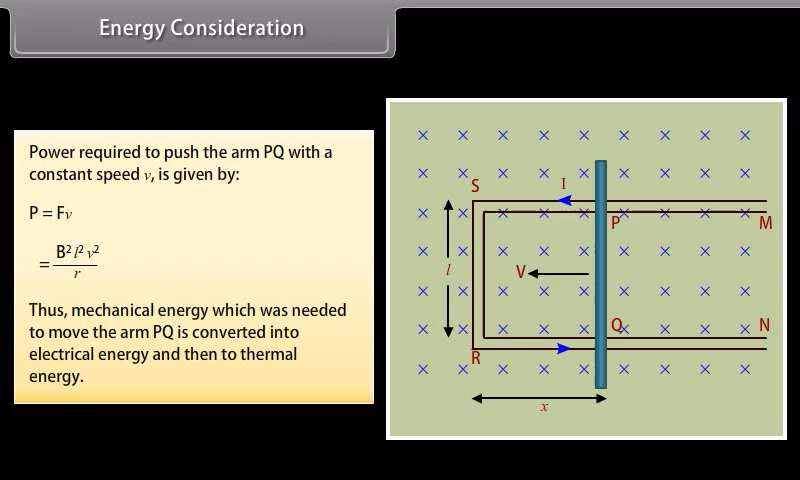 Energy Consideration
Power required to push the arm PQ with a
constant speed v, is given by:
P = Fv
= B² l² v² / r
Thus, mechanical energy which was needed
to move the arm PQ is converted into
electrical energy and then to thermal
energy.
S
I
P
M
l
V
Q
N
R
x